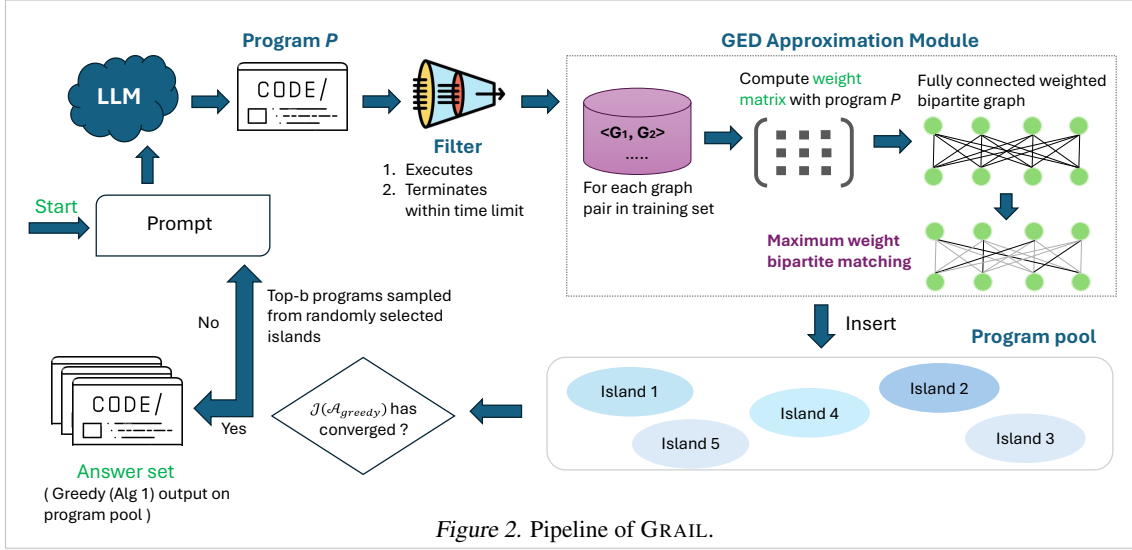 Program P
GED Approximation Module
LLM
CODE/
Filter
1. Executes
2. Terminates
within time limit
<G1, G2>
.....
For each graph
pair in training set
Compute weight
matrix with program P
Fully connected weighted
bipartite graph
Maximum weight
bipartite matching
Start
Prompt
No
Top-b programs sampled
from randomly selected
islands
Insert
Program pool
Island 1
Island 2
Island 4
Island 5
Island 3
𝒥(𝒜greedy) has
converged ?
Yes
CODE/
Answer set
( Greedy (Alg 1) output on
program pool )
Figure 2. Pipeline of GRAIL.